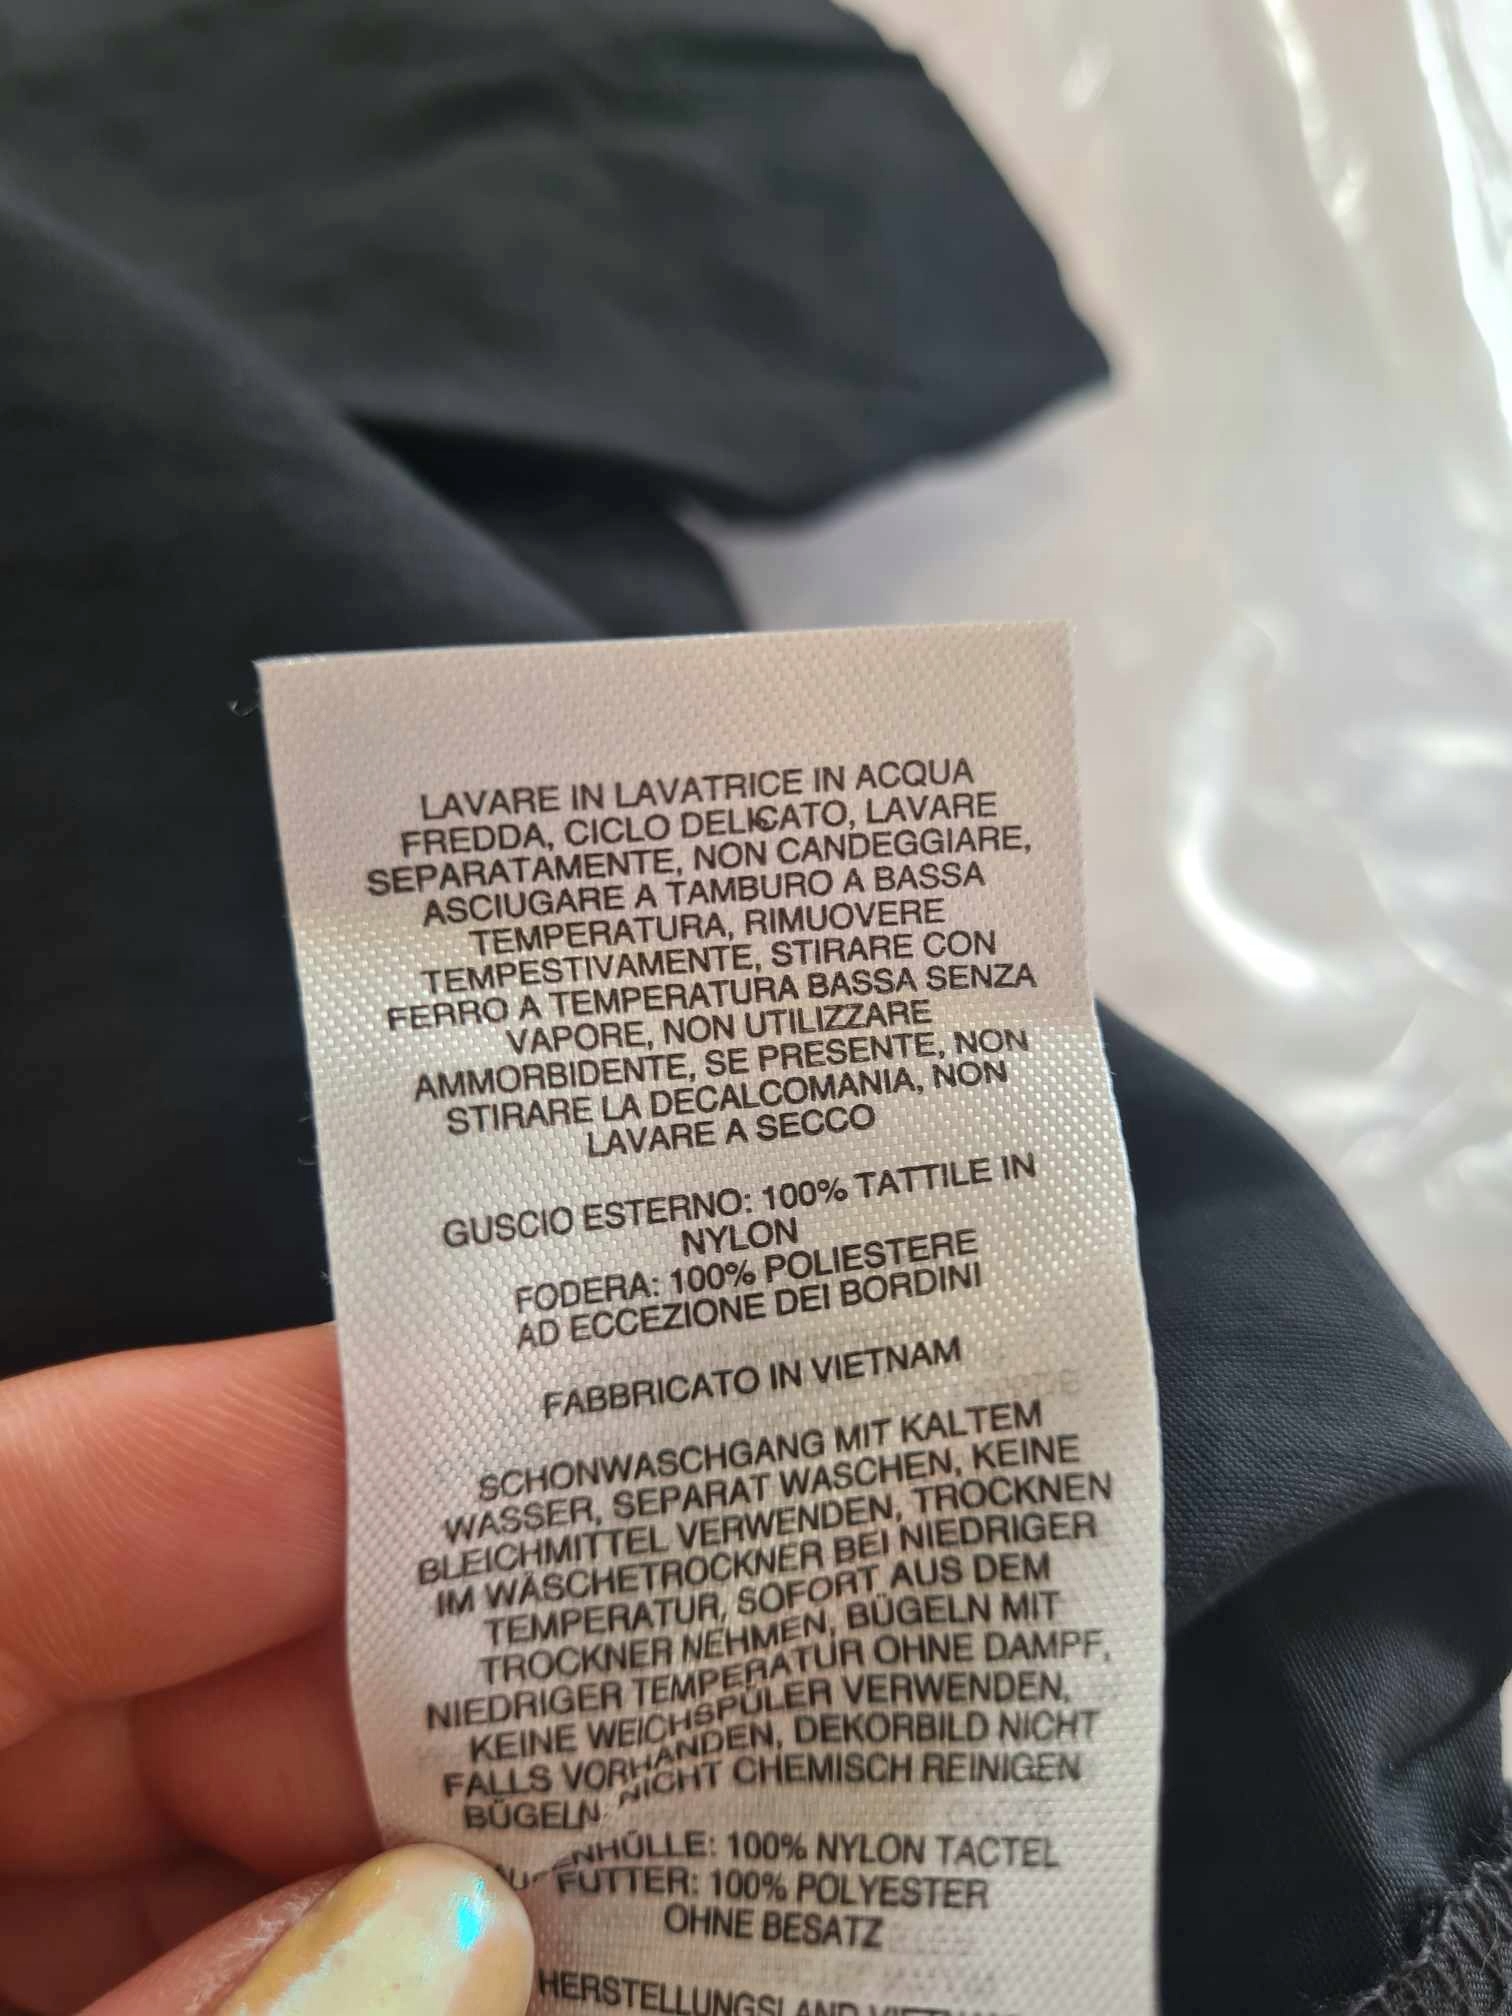 LAVARE IN LAVATRICE IN ACQUA
FREDDA, CICLO DELICATO, LAVARE
SEPARATAMENTE, NON CANDEGGIARE,
ASCIUGARE A TAMBURO A BASSA
TEMPERATURA, RIMUOVERE
TEMPESTIVAMENTE, STIRARE CON
FERRO A TEMPERATURA BASSA SENZA
VAPORE, NON UTILIZZARE
AMMORBIDENTE, SE PRESENTE, NON
STIRARE LA DECALCOMANIA, NON
LAVARE A SECCO
GUSCIO ESTERNO: 100% TATTILE IN
NYLON
FODERA: 100% POLIESTERE
AD ECCEZIONE DEI BORDINI
FABBRICATO IN VIETNAM
SCHONWASCHGANG MIT KALTEM
WASSER, SEPARAT WASCHEN, KEINE
BLEICHMITTEL VERWENDEN, TROCKNEN
IM WÄSCHETROCKNER BEI NIEDRIGER
TEMPERATUR, SOFORT AUS DEM
TROCKNER NEHMEN, BÜGELN MIT
NIEDRIGER TEMPERATUR OHNE DAMPF,
KEINE WEICHSPÜLER VERWENDEN,
FALLS VORHANDEN, DEKORBILD NICHT
BÜGELN, NICHT CHEMISCH REINIGEN
100% NYLON TACTEL
FUTTER: 100% POLYESTER
OHNE BESATZ
HERSTELLUNGSLAND VIETNAM